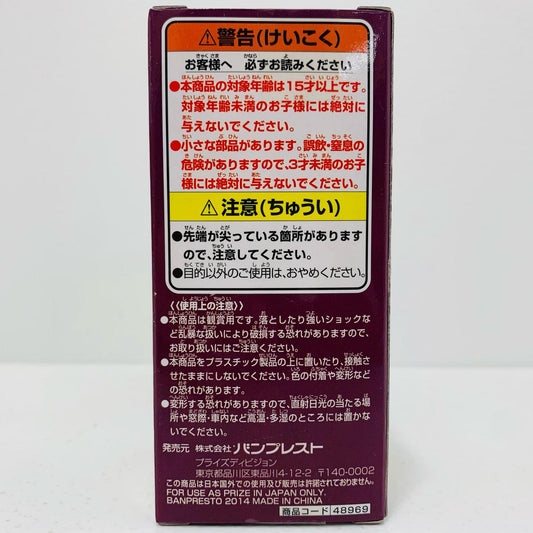 ⚠警告(けいこく)
お客様へ 必ずお読みください
●本商品の対象年齢は15才以上です。
対象年齢未満のお子様には絶対に
与えないでください。
●小さな部品があります。誤飲・窒息の
危険がありますので、3才未満のお子
様には絶対に与えないでください。
⚠注意(ちゅうい)
●先端が尖っている箇所があります
ので、注意してください。
●目的以外のご使用は、おやめください。
《使用上の注意》
●本商品は観賞用です。落としたり強いショックな
ど乱暴な扱いにより破損する恐れがありますので、
お取り扱いにはご注意ください。
●本商品をプラスチック製品の上に置いたり、接触さ
せたままにしないでください。色の付着や変形など
の恐れがあります。
●変形する恐れがありますので、直射日光の当たる場
所や窓際・車内など高温・多湿のところには置かな
いでください。
発売元 株式会社 バンプレスト
プライズディビジョン
東京都品川区東品川4-12-2 〒140-0002
この商品は日本国外での使用及び販売は許諾されておりません。
FOR USE AS PRIZE IN JAPAN ONLY.
BANPRESTO 2014 MADE IN CHINA
商品コード 48969